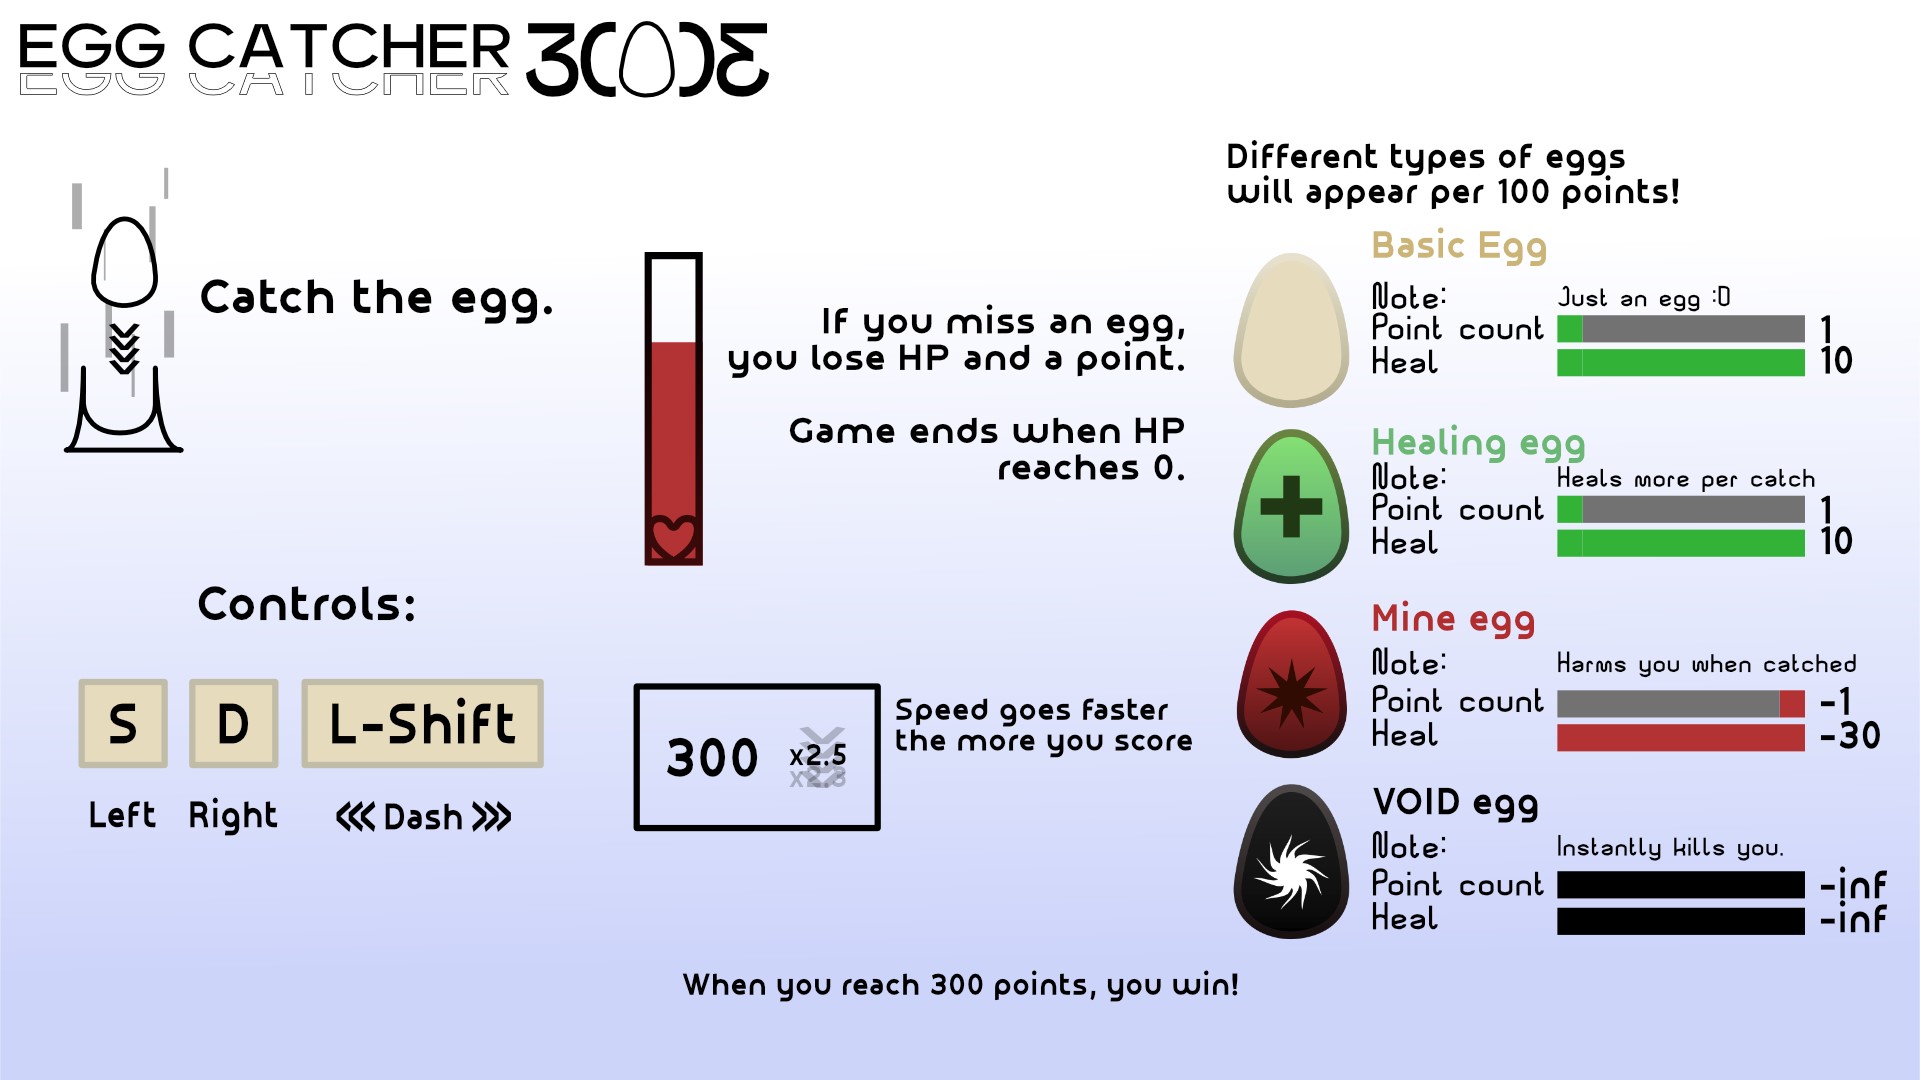 EGG CATCHER 3000
EGG CATCHER
Catch the egg.
If you miss an egg,
you lose HP and a point.
Game ends when HP
reaches 0.
Controls:
S D L-Shift
Left Right <<< Dash >>>
300 x2.5
x2.3
Speed goes faster
the more you score
Different types of eggs
will appear per 100 points!
Basic Egg
Note: Just an egg :D
Point count 1
Heal 10
Healing egg
Note: Heals more per catch
Point count 1
Heal 10
Mine egg
Note: Harms you when catched
Point count -1
Heal -30
VOID egg
Note: Instantly kills you.
Point count -inf
Heal -inf
When you reach 300 points, you win!